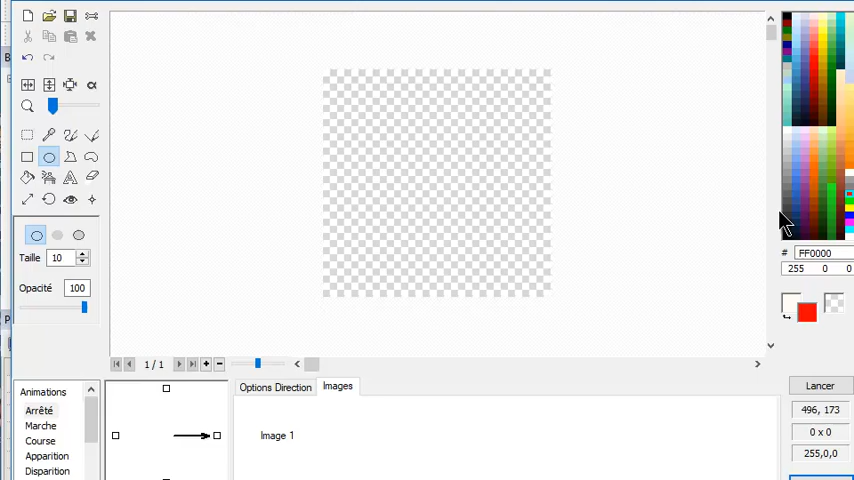 Taille 10
Opacité 100
# FF0000
255 0 0
1 / 1
Animations
Arrêté
Marche
Course
Apparition
Disparition
Options Direction
Images
Image 1
Lancer
496, 173
0 x 0
255,0,0